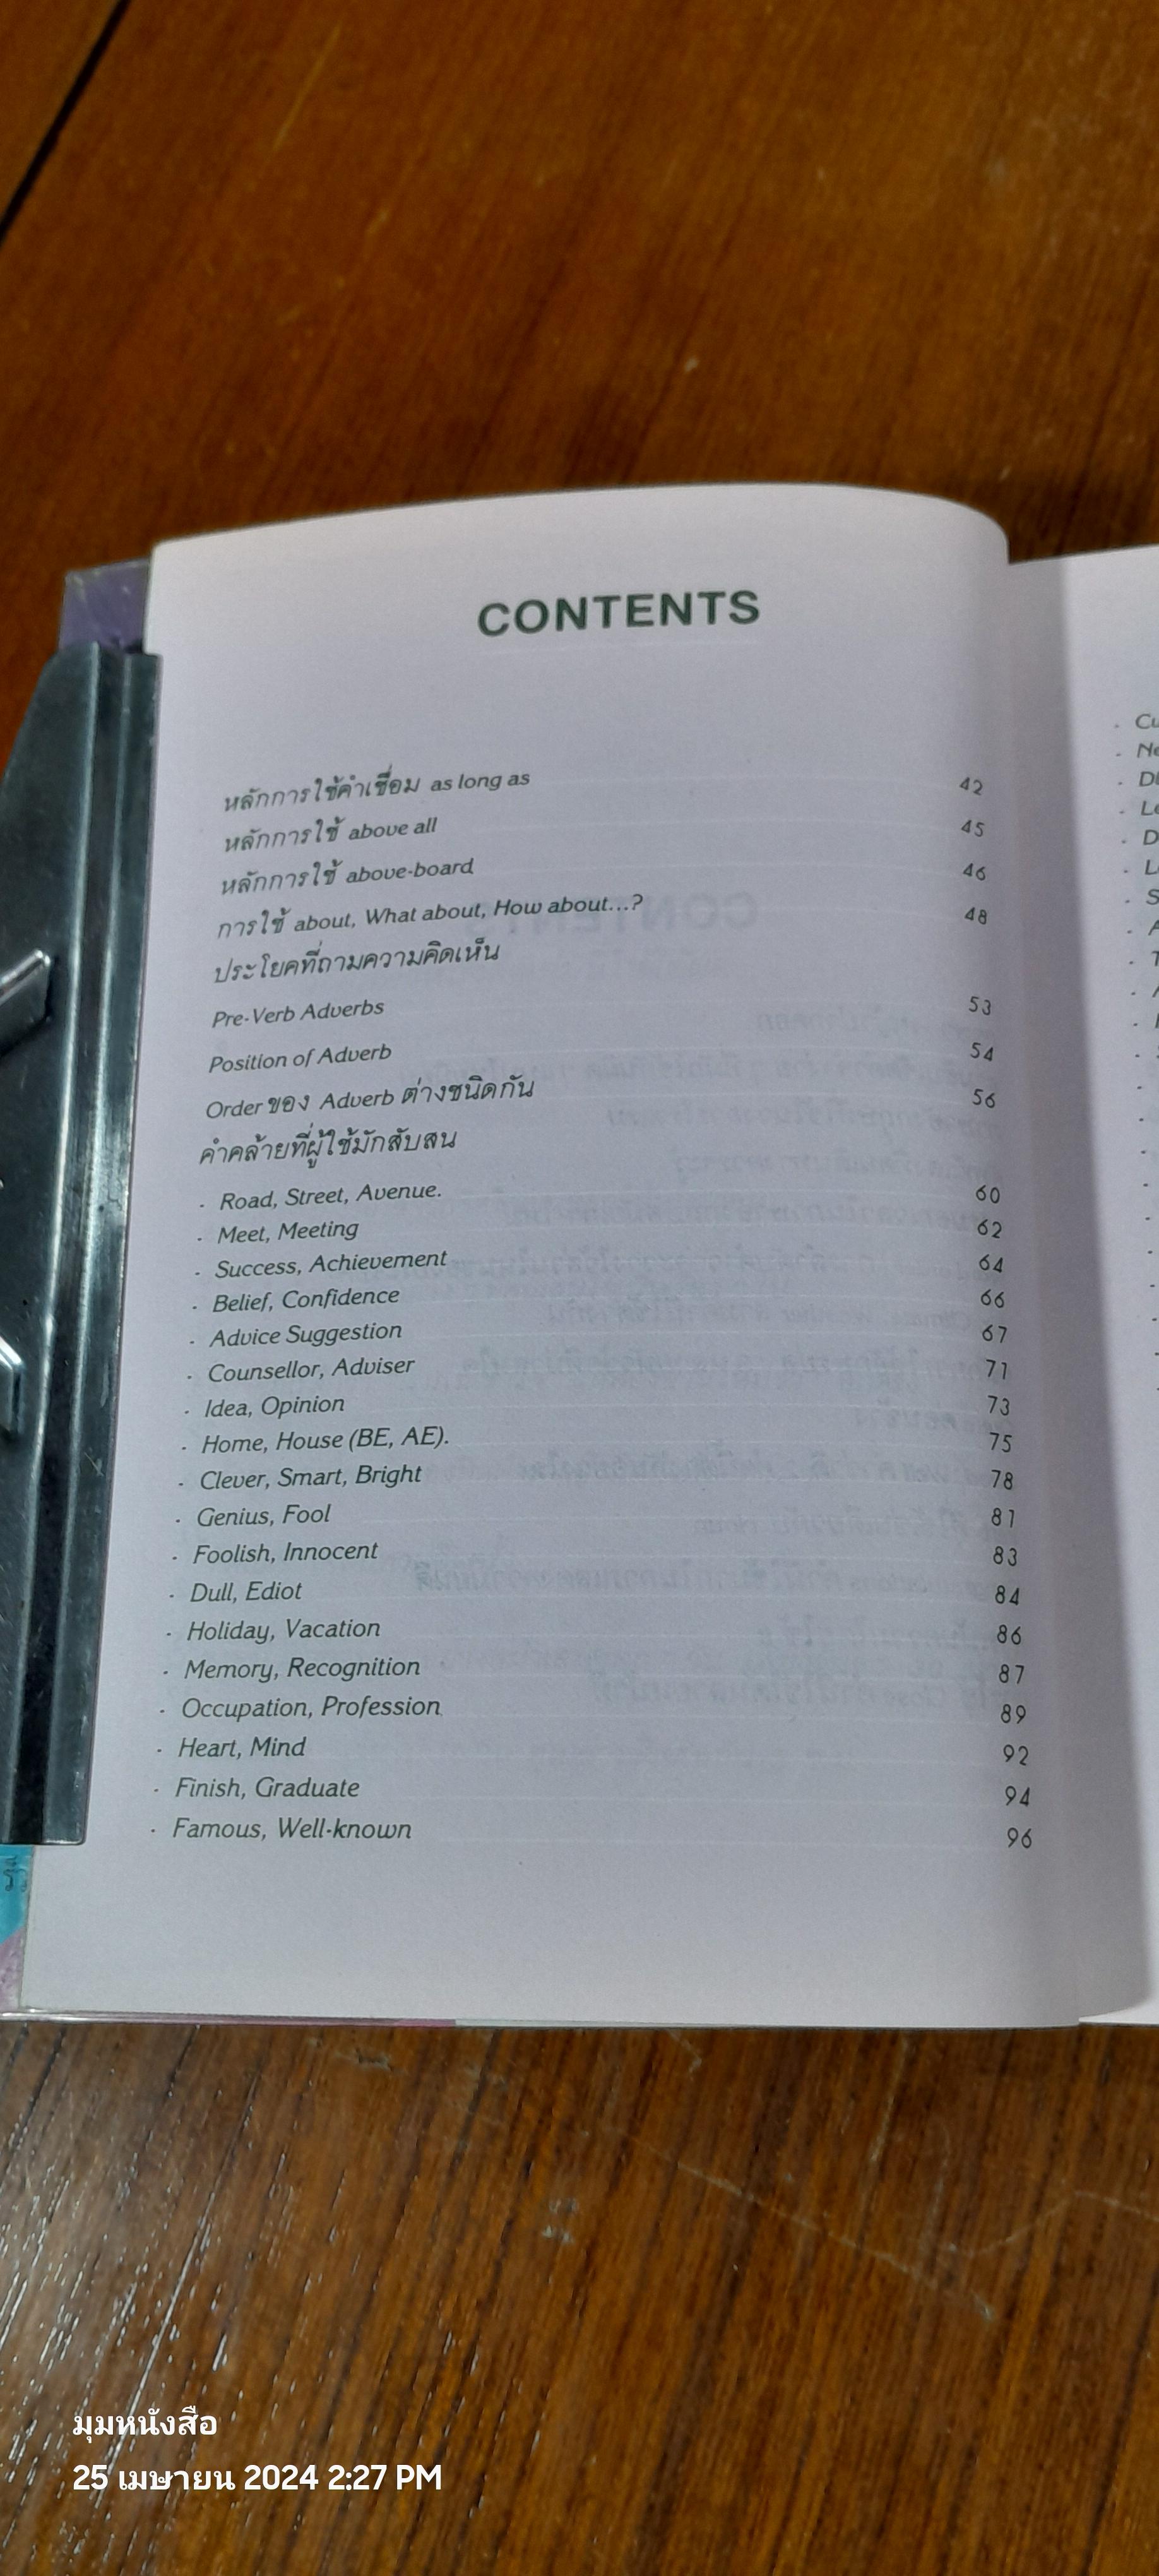 CONTENTS
หลักการใช้คำเชื่อม as long as 42
หลักการใช้ above all 45
หลักการใช้ above-board 46
การใช้ about, What about, How about...? 48
ประโยคที่ถามความคิดเห็น
Pre-Verb Adverbs 53
Position of Adverb 54
Order ของ Adverb ต่างชนิดกัน 56
คำคล้ายที่ผู้ใช้มักสับสน
- Road, Street, Avenue. 60
- Meet, Meeting 62
- Success, Achievement 64
- Belief, Confidence 66
- Advice Suggestion 67
- Counsellor, Adviser 71
- Idea, Opinion 73
- Home, House (BE, AE). 75
- Clever, Smart, Bright 78
- Genius, Fool 81
- Foolish, Innocent 83
- Dull, Ediot 84
- Holiday, Vacation 86
- Memory, Recognition 87
- Occupation, Profession 89
- Heart, Mind 92
- Finish, Graduate 94
- Famous, Well-known 96
มุมหนังสือ
25 เมษายน 2024 2:27 PM